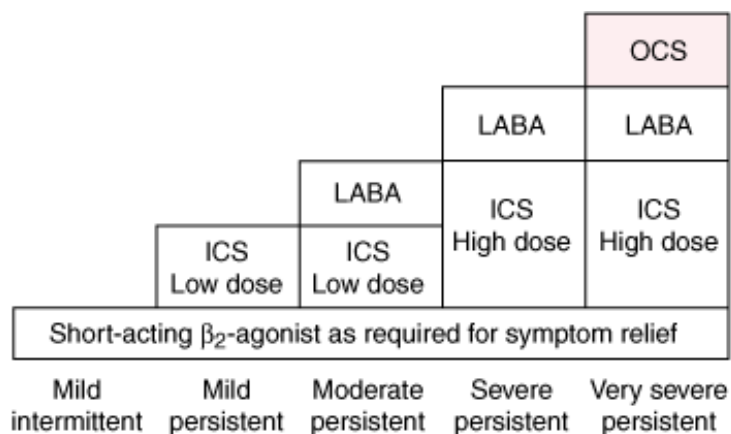 OCS
LABA
LABA
LABA
ICS
High dose
ICS
High dose
ICS
Low dose
ICS
Low dose
Short-acting β₂-agonist as required for symptom relief
Mild
intermittent
Mild
persistent
Moderate
persistent
Severe
persistent
Very severe
persistent